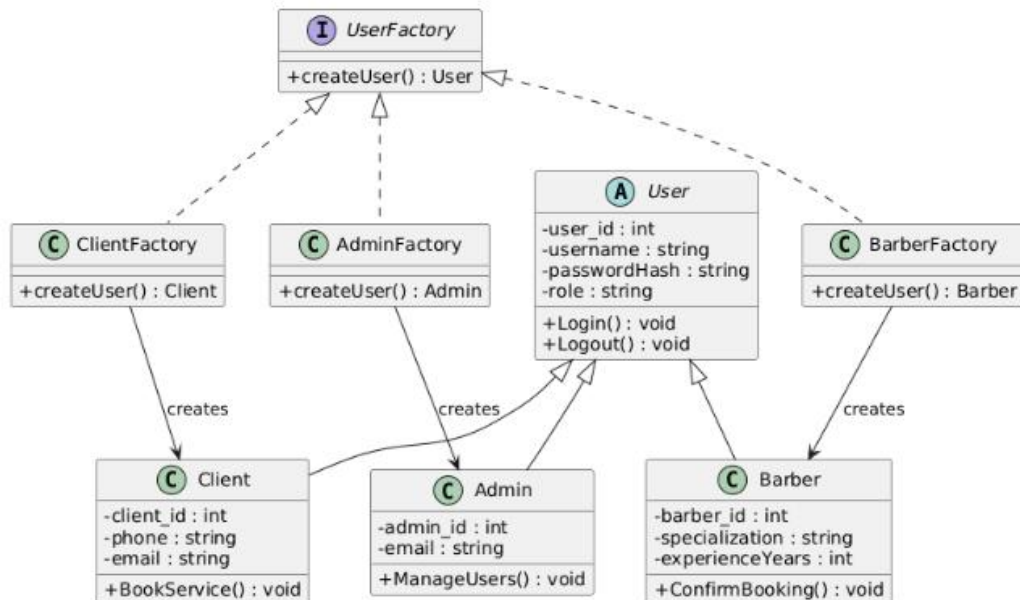 I UserFactory
+createUser() : User
A User
-user_id : int
-username : string
-passwordHash : string
-role : string
+Login() : void
+Logout() : void
C ClientFactory
+createUser() : Client
C AdminFactory
+createUser() : Admin
C BarberFactory
+createUser() : Barber
creates
creates
creates
C Client
-client_id : int
-phone : string
-email : string
+BookService() : void
C Admin
-admin_id : int
-email : string
+ManageUsers() : void
C Barber
-barber_id : int
-specialization : string
-experienceYears : int
+ConfirmBooking() : void